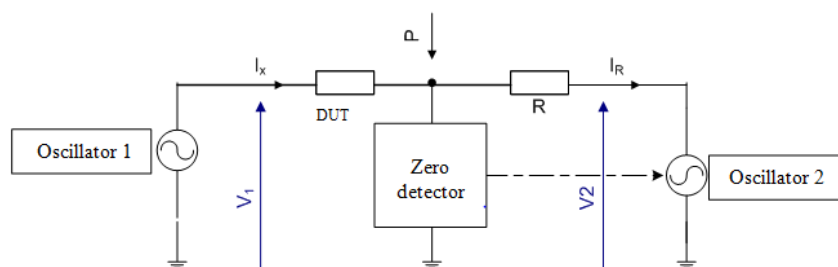 P
Ix
IR
DUT
R
Oscillator 1
Zero
detector
Oscillator 2
V1
V2